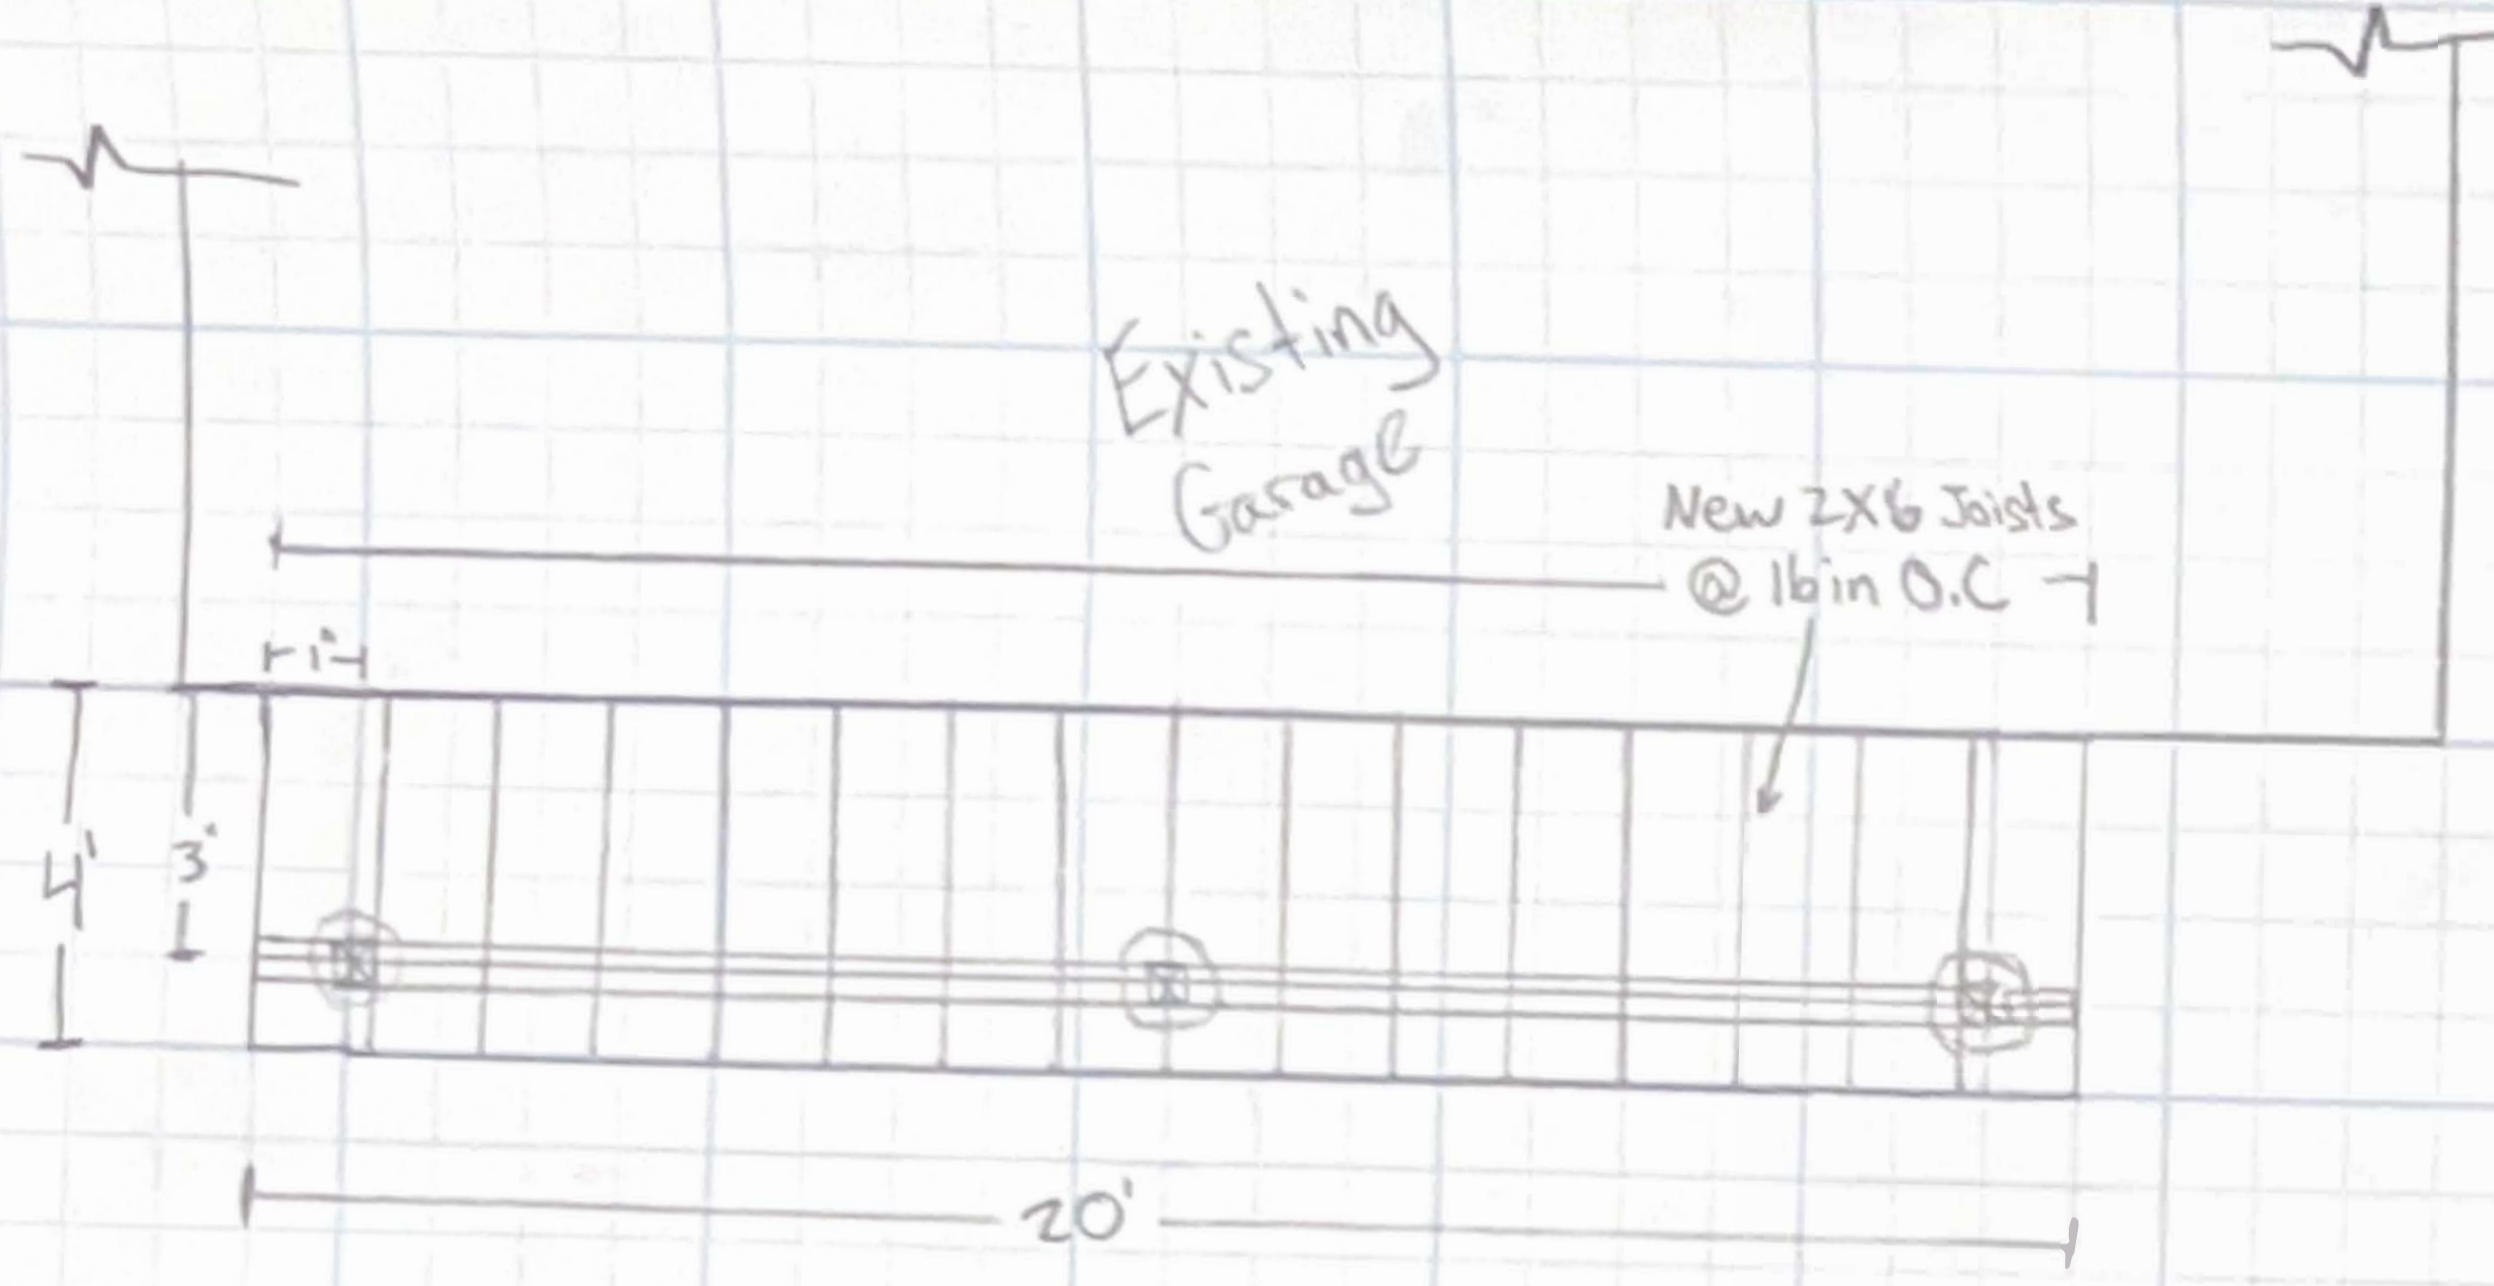 Existing
Garage
New 2X6 Joists
@ 16in O.C
1'
4'
3'
20'